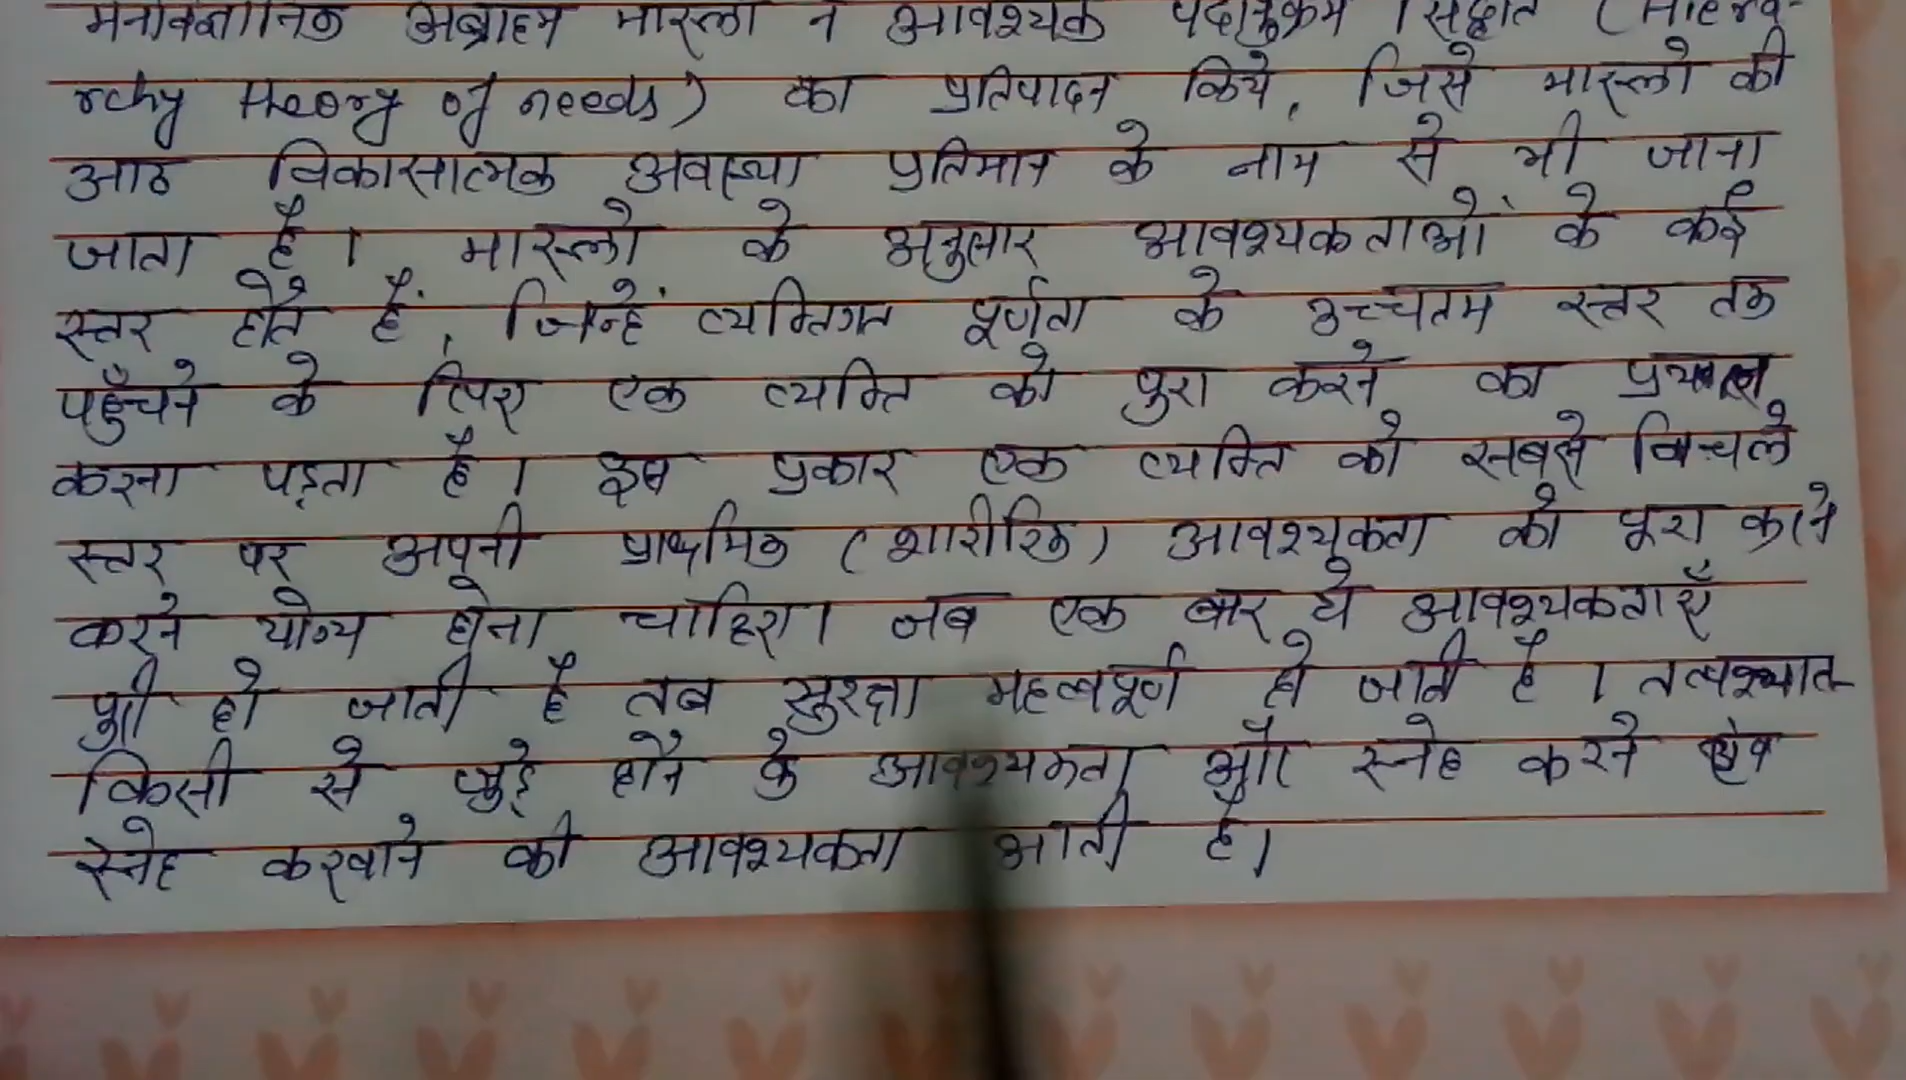 मनोवैज्ञानिक अब्राहम मास्लो ने आवश्यक पदानुक्रम सिद्धांत (Hiera-
rchy theory of needs) का प्रतिपादन किये, जिसे मास्लो की
आठ विकासात्मक अवस्था प्रतिमान के नाम से भी जाना
जाता है। मास्लो के अनुसार आवश्यकताओं के कई
स्तर होते हैं, जिन्हें व्यक्तिगत पूर्णता के उच्चतम स्तर तक
पहुँचने के लिए एक व्यक्ति को पुरा करने का प्रयत्न
करना पड़ता है। इस प्रकार एक व्यक्ति को सबसे निचले
स्तर पर अपनी प्राथमिक (शारीरिक) आवश्यकता को पूरा करने
करने योग्य होना चाहिए। जब एक बार ये आवश्यकताएँ
पूरी हो जाती है तब सुरक्षा महत्वपूर्ण हो जाती है। तत्पश्चात
किसी से जुड़े होने के आवश्यकता और स्नेह करने एंव
स्नेह करवाने की आवश्यकता आती है।